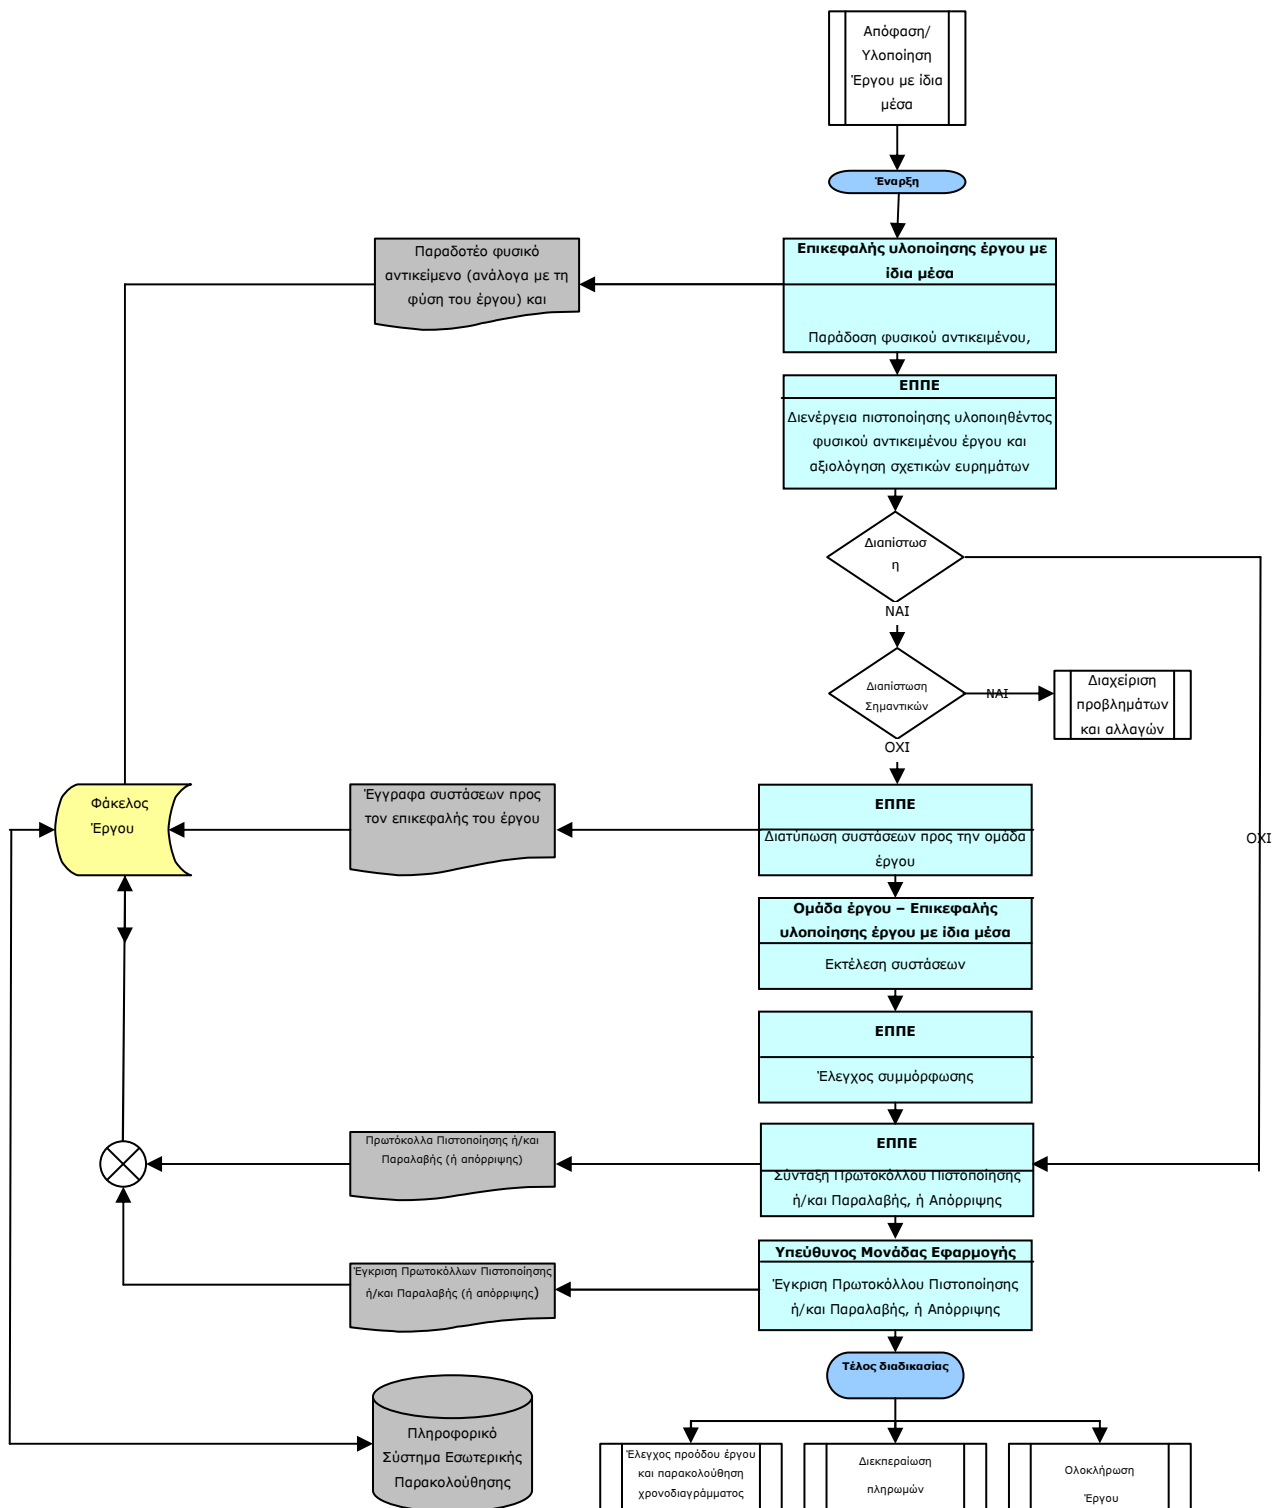 Απόφαση/
Υλοποίηση
Έργου με ίδια
μέσα
Έναρξη
Επικεφαλής υλοποίησης έργου με
ίδια μέσα
Παράδοση φυσικού αντικειμένου,
Παραδοτέο φυσικό
αντικείμενο (ανάλογα με τη
φύση του έργου) και
ΕΠΠΕ
Διενέργεια πιστοποίησης υλοποιηθέντος
φυσικού αντικειμένου έργου και
αξιολόγηση σχετικών ευρημάτων
Διαπίστωσ
η
ΝΑΙ
Διαπίστωση
Σημαντικών
ΝΑΙ
Διαχείριση
προβλημάτων
και αλλαγών
ΟΧΙ
ΟΧΙ
Φάκελος
Έργου
Έγγραφα συστάσεων προς
τον επικεφαλής του έργου
ΕΠΠΕ
Διατύπωση συστάσεων προς την ομάδα
έργου
Ομάδα έργου – Επικεφαλής
υλοποίησης έργου με ίδια μέσα
Εκτέλεση συστάσεων
ΕΠΠΕ
Έλεγχος συμμόρφωσης
Πρωτόκολλα Πιστοποίησης ή/και
Παραλαβής (ή απόρριψης)
ΕΠΠΕ
Σύνταξη Πρωτοκόλλου Πιστοποίησης
ή/και Παραλαβής, ή Απόρριψης
Έγκριση Πρωτοκόλλων Πιστοποίησης
ή/και Παραλαβής (ή απόρριψης)
Υπεύθυνος Μονάδας Εφαρμογής
Έγκριση Πρωτοκόλλου Πιστοποίησης
ή/και Παραλαβής, ή Απόρριψης
Τέλος διαδικασίας
Πληροφορικό
Σύστημα Εσωτερικής
Παρακολούθησης
Έλεγχος προόδου έργου
και παρακολούθηση
χρονοδιαγράμματος
Διεκπεραίωση
πληρωμών
Ολοκλήρωση
Έργου